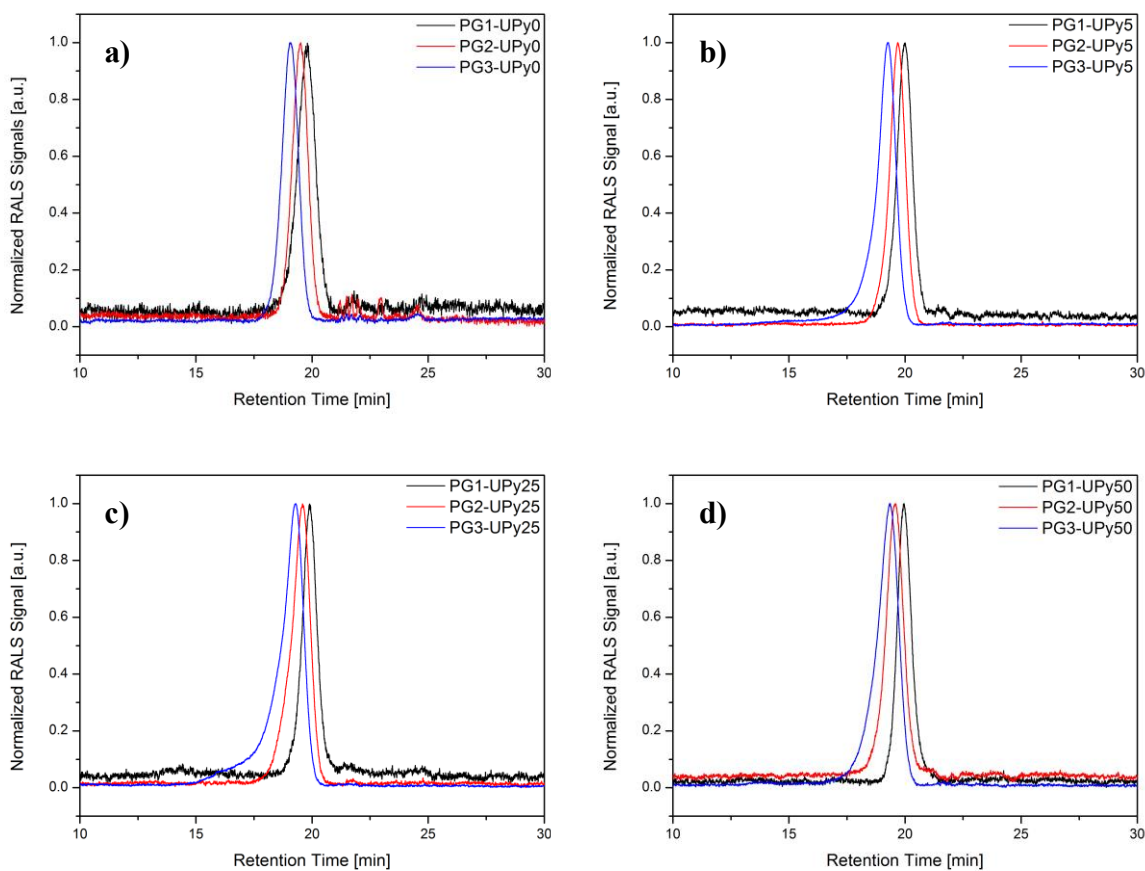 a)
PG1-UPy0
PG2-UPy0
PG3-UPy0
1.0
0.8
0.6
0.4
0.2
0.0
Normalized RALS Signals [a.u.]
10 15 20 25 30
Retention Time [min]
b)
PG1-UPy5
PG2-UPy5
PG3-UPy5
1.0
0.8
0.6
0.4
0.2
0.0
Normalized RALS Signal [a.u.]
10 15 20 25 30
Retention Time [min]
c)
PG1-UPy25
PG2-UPy25
PG3-UPy25
1.0
0.8
0.6
0.4
0.2
0.0
Normalized RALS Signal [a.u.]
10 15 20 25 30
Retention Time [min]
d)
PG1-UPy50
PG2-UPy50
PG3-UPy50
1.0
0.8
0.6
0.4
0.2
0.0
Normalized RALS Signal [a.u.]
10 15 20 25 30
Retention Time [min]